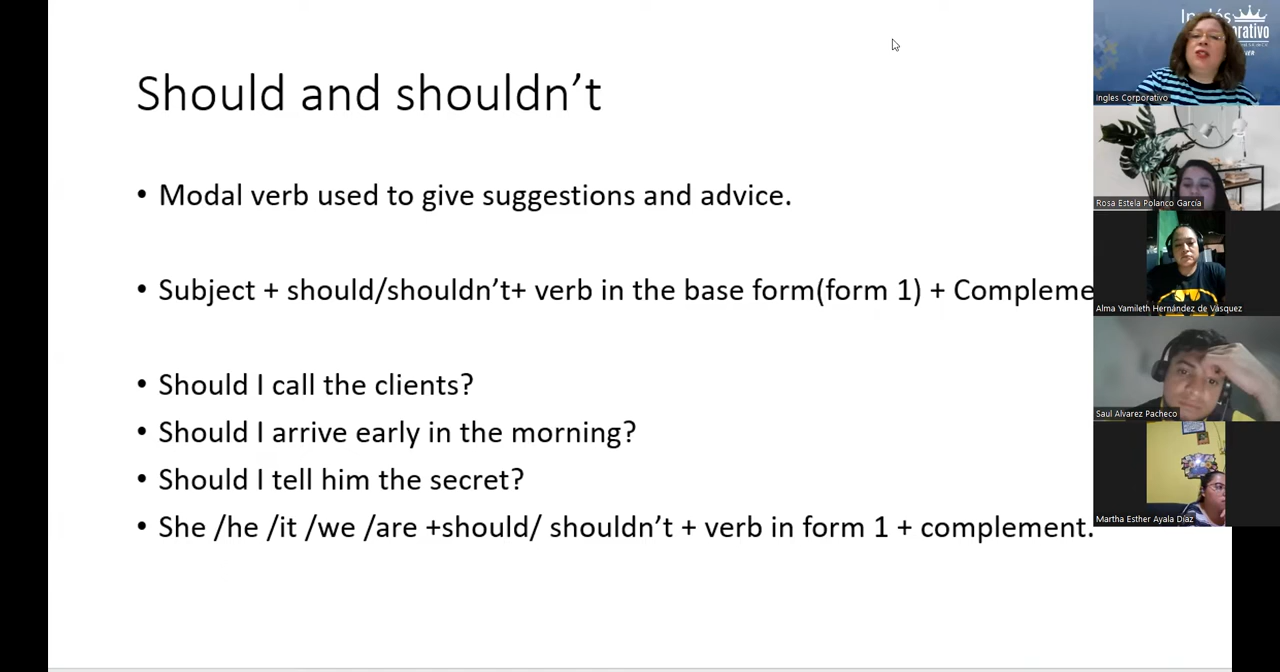 Should and shouldn't
• Modal verb used to give suggestions and advice.
• Subject + should/shouldn't+ verb in the base form(form 1) + Compleme
• Should I call the clients?
• Should I arrive early in the morning?
• Should I tell him the secret?
• She /he /it /we /are +should/ shouldn't + verb in form 1 + complement.
Ingles Corporativo
Rosa Estela Polanco García
Alma Yamileth Hernández de Vásquez
Saul Alvarez Pacheco
Martha Esther Ayala Díaz